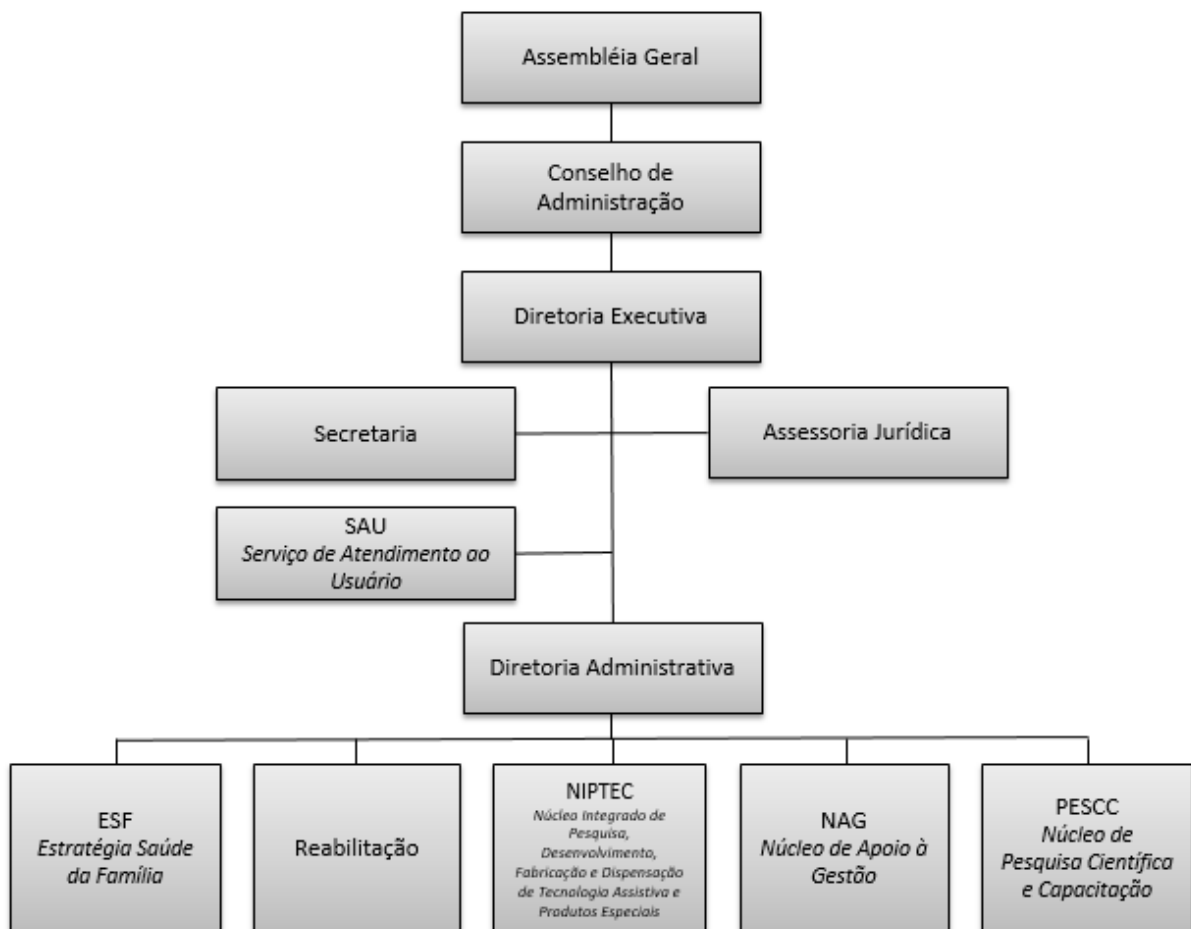 Assembléia Geral
Conselho de
Administração
Diretoria Executiva
Secretaria
Assessoria Jurídica
SAU
Serviço de Atendimento ao
Usuário
Diretoria Administrativa
ESF
Estratégia Saúde
da Família
Reabilitação
NIPTEC
Núcleo Integrado de
Pesquisa,
Desenvolvimento,
Fabricação e Dispensação
de Tecnologia Assistiva e
Produtos Especiais
NAG
Núcleo de Apoio à
Gestão
PESCC
Núcleo de
Pesquisa Científica
e Capacitação